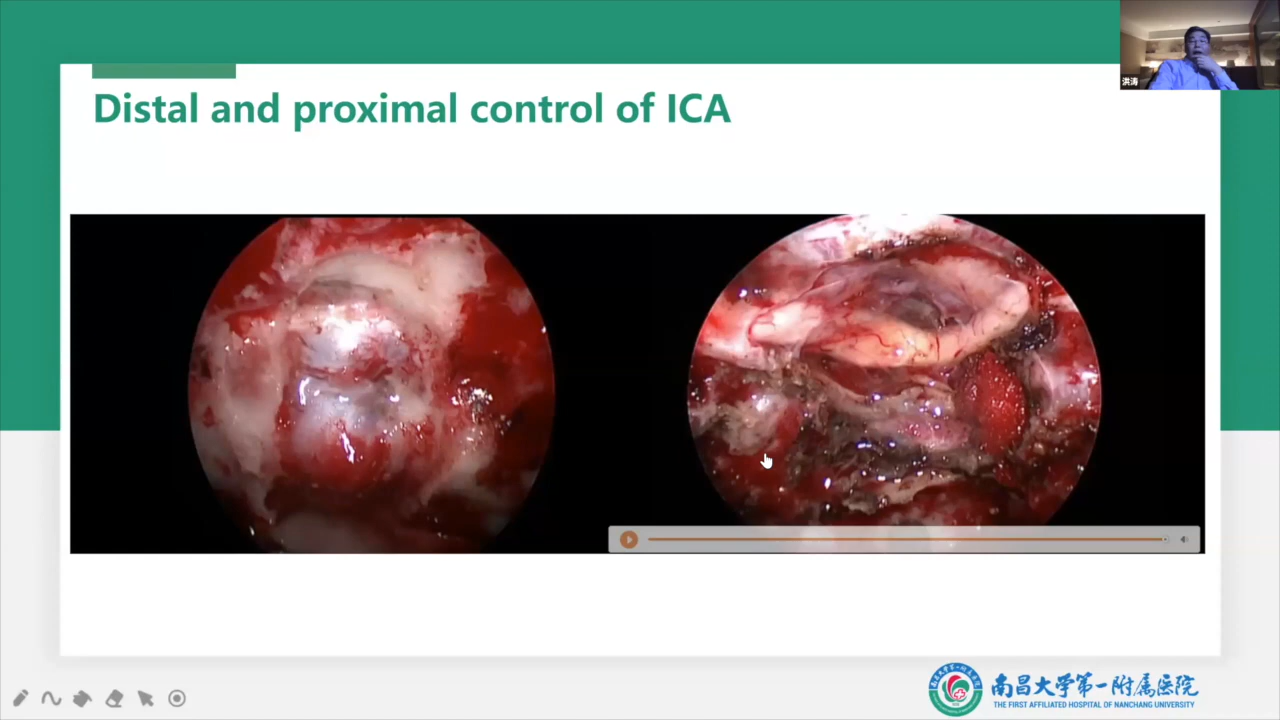 洪涛
Distal and proximal control of ICA
南昌大学第一附属医院
THE FIRST AFFILIATED HOSPITAL OF NANCHANG UNIVERSITY